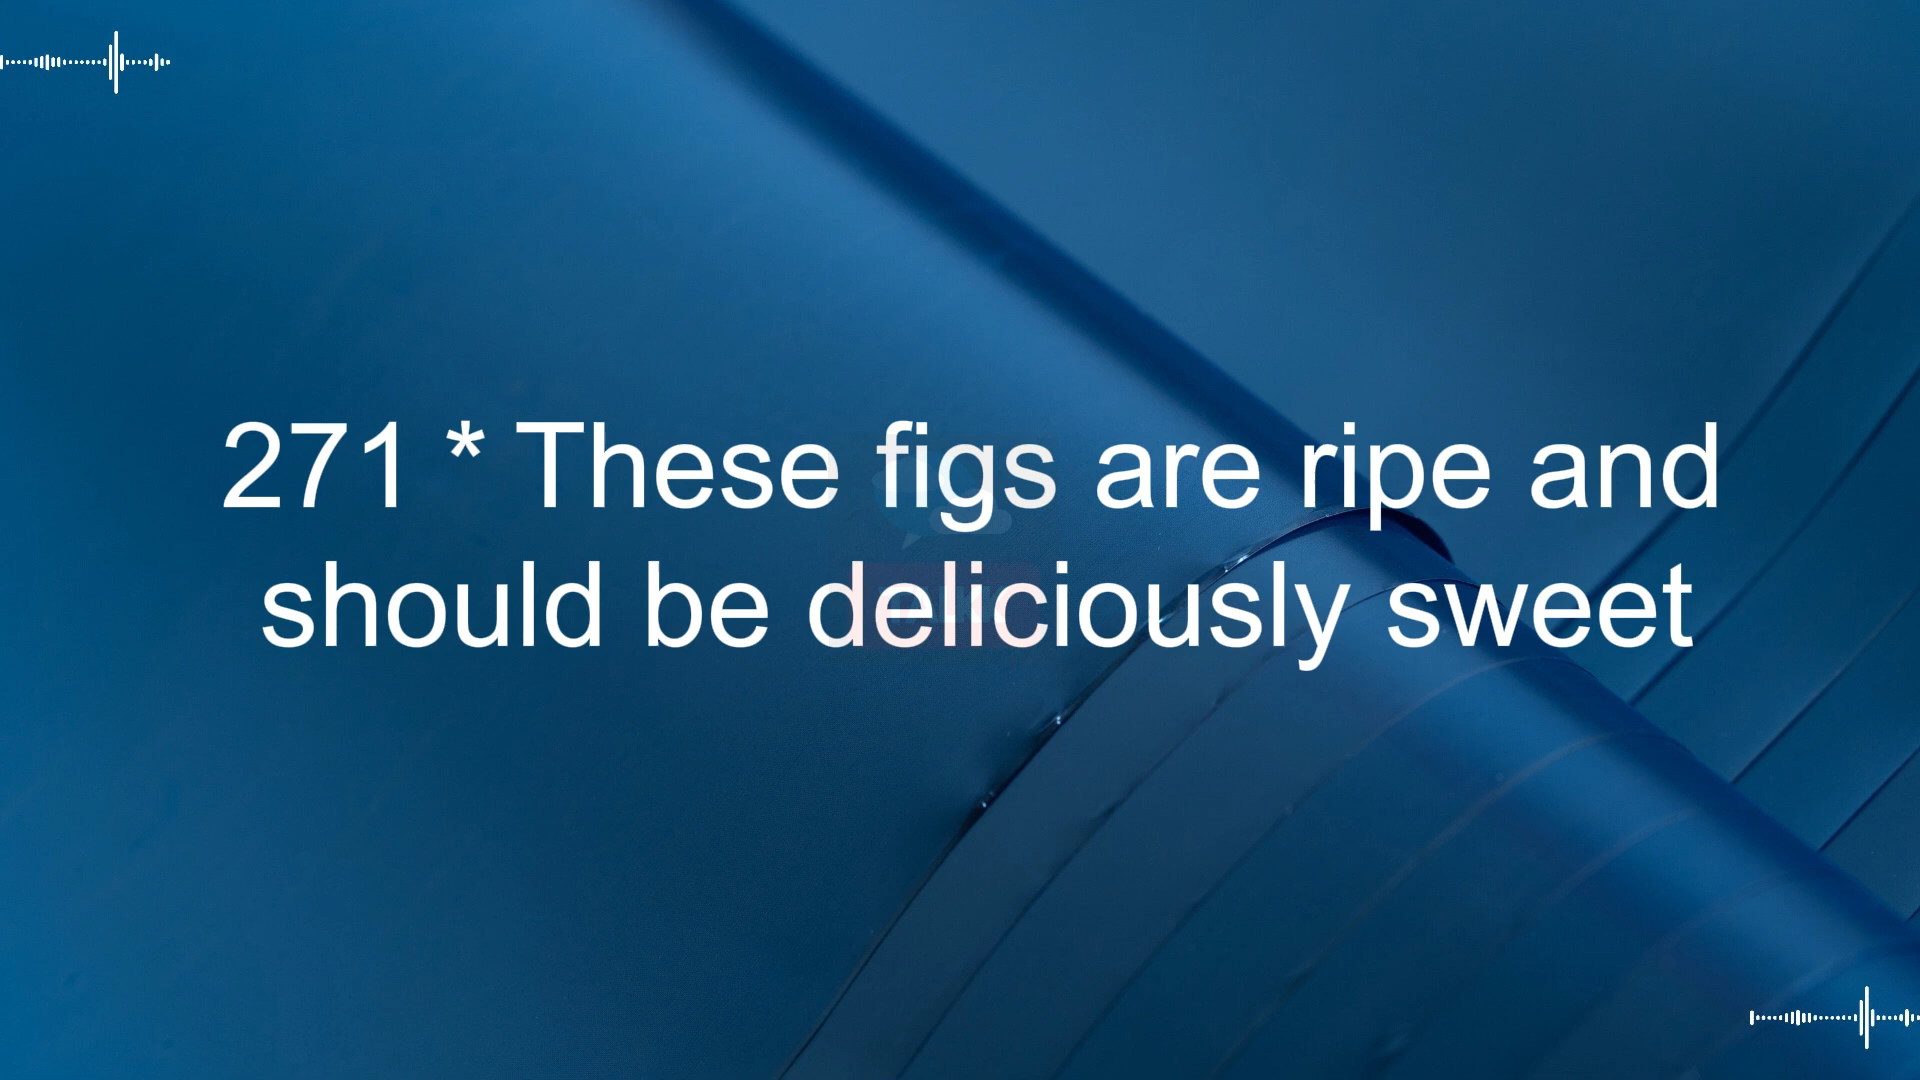 271 * These figs are ripe and
should be deliciously sweet